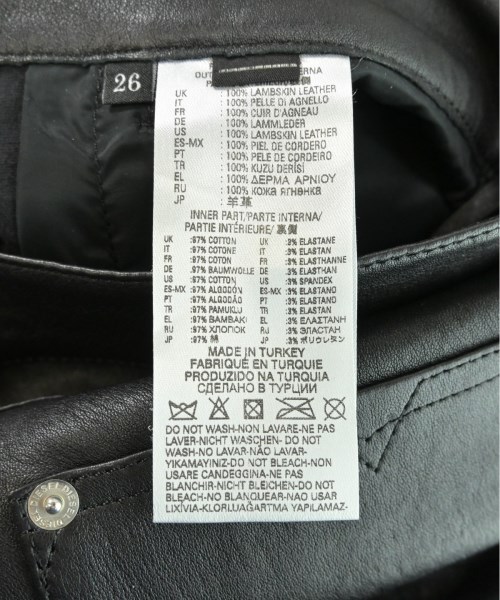 26
UK :100% LAMBSKIN LEATHER
IT :100% PELLE DI AGNELLO
FR :100% CUIR D'AGNEAU
DE :100% LAMMLEDER
US :100% LAMBSKIN LEATHER
ES-MX :100% PIEL DE CORDERO
PT :100% PELE DE CORDEIRO
TR :100% KUZU DERİSİ
EL :100% ΔΕΡΜΑ ΑΡΝΙΟΥ
RU :100% кожа ягненка
JP :100% 羊革
INNER PART/PARTE INTERNA/
PARTIE INTÉRIEURE/裏側
UK :97% COTTON UK :3% ELASTANE
IT :97% COTONE IT :3% ELASTAN
FR :97% COTON FR :3% ELASTHANNE
DE :97% BAUMWOLLE DE :3% ELASTHAN
US :97% COTTON US :3% SPANDEX
ES-MX :97% ALGODÓN ES-MX :3% ELASTANO
PT :97% ALGODÃO PT :3% ELASTANO
TR :97% PAMUKLU TR :3% ELASTAN
EL :97% ΒΑΜΒΑΚΙ EL :3% ΕΛΑΣΤΑΝΗ
RU :97% ХЛОПОК RU :3% ЭЛАСТАН
JP :97% 綿 JP :3% ポリウレタン
MADE IN TURKEY
FABRIQUÉ EN TURQUIE
PRODUZIDO NA TURQUIA
СДЕЛАНО В ТУРЦИИ
DO NOT WASH-NON LAVARE-NE PAS
LAVER-NICHT WASCHEN- DO NOT
WASH-NO LAVAR-NÃO LAVAR-
YIKAMAYINIZ-DO NOT BLEACH-NON
USARE CANDEGGINA-NE PAS
BLANCHIR-NICHT BLEICHEN-DO NOT
BLEACH-NO BLANQUEAR-NÃO USAR
LIXÍVIA-KLORLUAĞARTMA YAPILAMAZ-
DIESEL